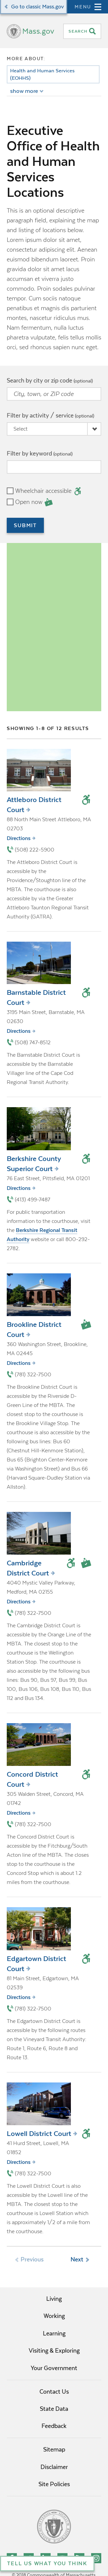 Go to classic Mass.gov
MENU
Mass.gov
SEARCH
MORE ABOUT
Health and Human Services
(EOHHS)
show more
Executive
Office of Health
and Human
Services
Locations
This is optional descriptive text
paragraph field, explaining the map
and listing of locations on toward
contur adipiscing elit. Aenean
euismod bibendum laoreet. Proin
gravida dolor sit amet lacus
accumsan. Proin sodales pulvinar
tempor. Cum sociis natoque
penatibus et magnis dis parturient
montes, nascetur ridiculus mus.
Nam fermentum, nulla luctus
pharetra vulputate, felis tellus mollis
orci, sed rhoncus sapien nunc eget.
Search by city or zip code (optional)
City, town, or ZIP code
Filter by activity / service (optional)
Select
Filter by keyword (optional)
Wheelchair accessible
Open now
SUBMIT
SHOWING 1-8 OF 12 RESULTS
Attleboro District
Court
88 North Main Street Attleboro, MA
02703
Directions
(508) 222-5900
The Attleboro District Court is
accessible by the
Providence/Stoughton line of the
MBTA. The courthouse is also
accessible by via the Greater
Attleboro Taunton Regional Transit
Authority (GATRA).
Barnstable District
Court
3195 Main Street, Barnstable, MA
02630
Directions
(508) 747-8512
The Barnstable District Court is
accessible by the Barnstable
Villager line of the Cape Cod
Regional Transit Authority
Berkshire County
Superior Court
76 East Street, Pittsfield, MA 01201
Directions
(413) 499-7487
For public transportation
information to this courthouse, visit
the Berkshire Regional Transit
Authority website or call 800-292-
2782.
Brookline District
Court
360 Washington Street, Brookline,
MA 02445
Directions
(781) 322-7500
The Brookline District Court is
accessible by the Riverside D-
Green Line of the MBTA. The
closest stop to the courthouse is
the Brookline Village Stop. The
courthouse is also accessible by the
following bus lines: Bus 60
(Chestnut Hill-Kenmore Station),
Bus 65 (Brighton Center-Kenmore
via Washington Street) and Bus 66
(Harvard Square-Dudley Station via
Allston).
Cambridge
District Court
4040 Mystic Valley Parkway,
Medford, MA 02155
Directions
(781) 322-7500
The Cambridge District Court is
accessible by the Orange Line of the
MBTA. The closest stop to the
courthouse is the Wellington
Station Stop. The courthouse is
also accessible by the following bus
lines: Bus 90, Bus 97, Bus 99, Bus
100, Bus 106, Bus 108, Bus 110, Bus
112 and Bus 134
Concord District
Court
305 Walden Street, Concord, MA
01742
Directions
(781) 322-7500
The Concord District Court is
accessible by the Fitchburg/South
Acton line of the MBTA. The closes
stop to the courthouse is the
Concord Stop which is about 1.2
miles from the courthouse.
Edgartown District
Court
81 Main Street, Edgartown, MA
02539
Directions
(781) 322-7500
The Edgartown District Court is
accessible by the following routes
on the Vineyard Transit Authority:
Route 1, Route 6, Route 8 and
Route 13.
Lowell District Court
41 Hurd Street, Lowell, MA
01852
Directions
(781) 322-7500
The Lowell District Court is also
accessible by the Lowell line of the
MBTA. The closest stop to the
courthouse is Lowell Station which
is approximately 1/2 of a mile from
the courthouse.
Previous
Next
Living
Working
Learning
Visiting & Exploring
Your Government
Contact Us
State Data
Feedback
Sitemap
Disclaimer
Site Policies
TELL US WHAT YOU THINK
© 2018 Commonwealth of Massachusetts